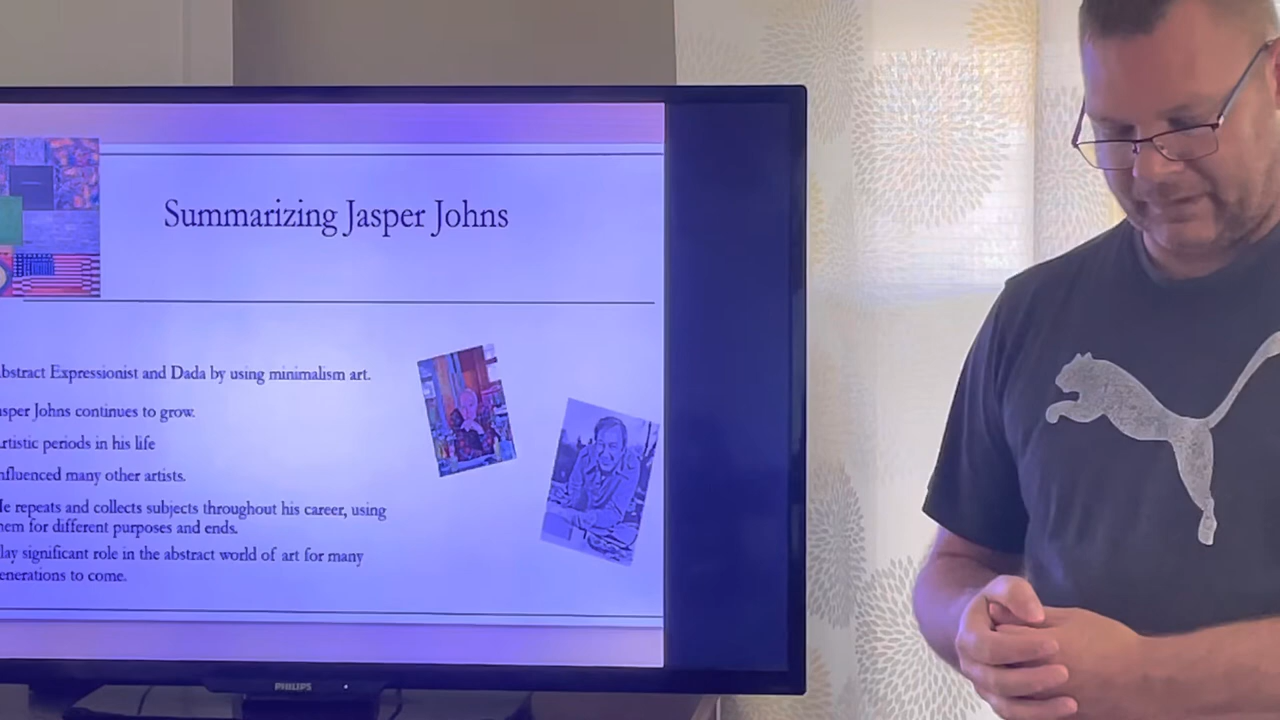 Summarizing Jasper Johns
bstract Expressionist and Dada by using minimalism art.
asper Johns continues to grow.
rtistic periods in his life
nfluenced many other artists.
He repeats and collects subjects throughout his career, using
hem for different purposes and ends.
lay significant role in the abstract world of art for many
enerations to come.
PHILIPS